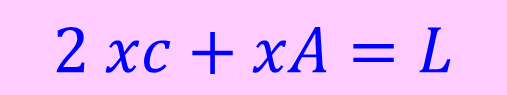 2 xc + xA = L